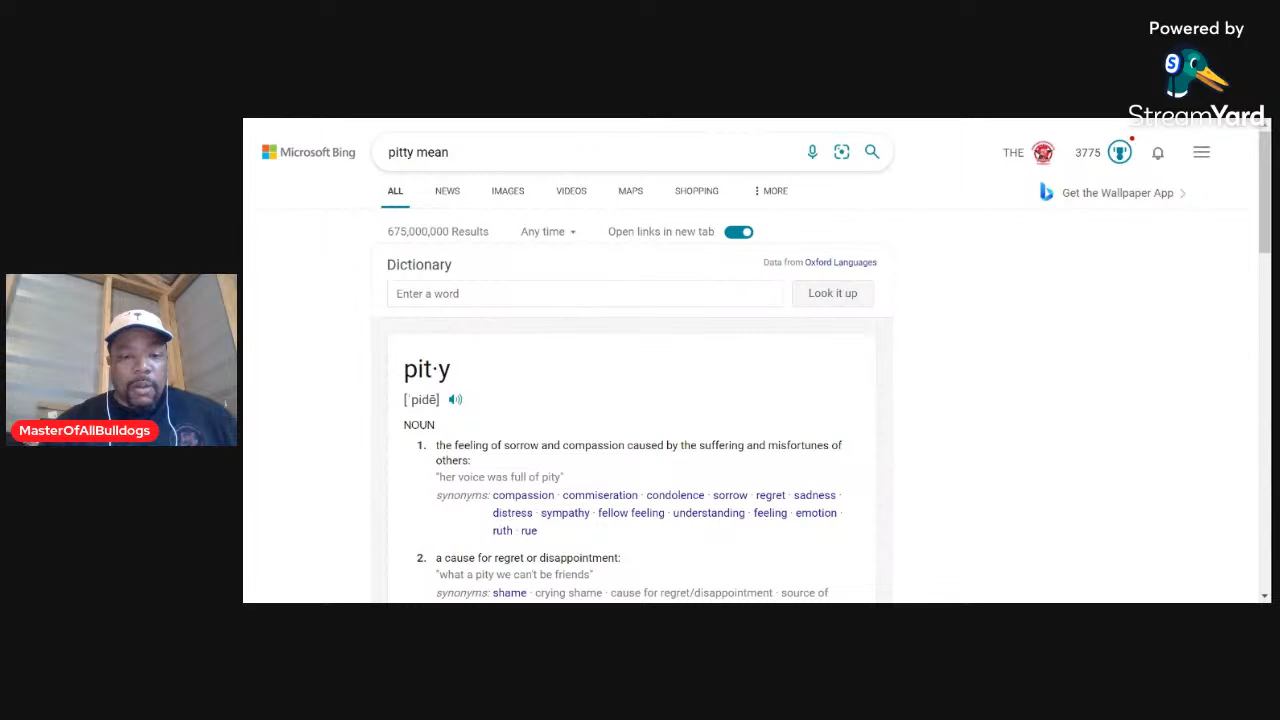 Powered by
StreamYard
Microsoft Bing
pitty mean
THE
3775
ALL
NEWS
IMAGES
VIDEOS
MAPS
SHOPPING
MORE
Get the Wallpaper App
675,000,000 Results
Any time
Open links in new tab
Dictionary
Data from Oxford Languages
Enter a word
Look it up
pit·y
[ˈpidē]
NOUN
1. the feeling of sorrow and compassion caused by the suffering and misfortunes of
others:
"her voice was full of pity"
synonyms: compassion · commiseration · condolence · sorrow · regret · sadness ·
distress · sympathy · fellow feeling · understanding · feeling · emotion ·
ruth · rue
2. a cause for regret or disappointment:
"what a pity we can't be friends"
synonyms: shame · crying shame · cause for regret/disappointment · source of
MasterOfAllBulldogs